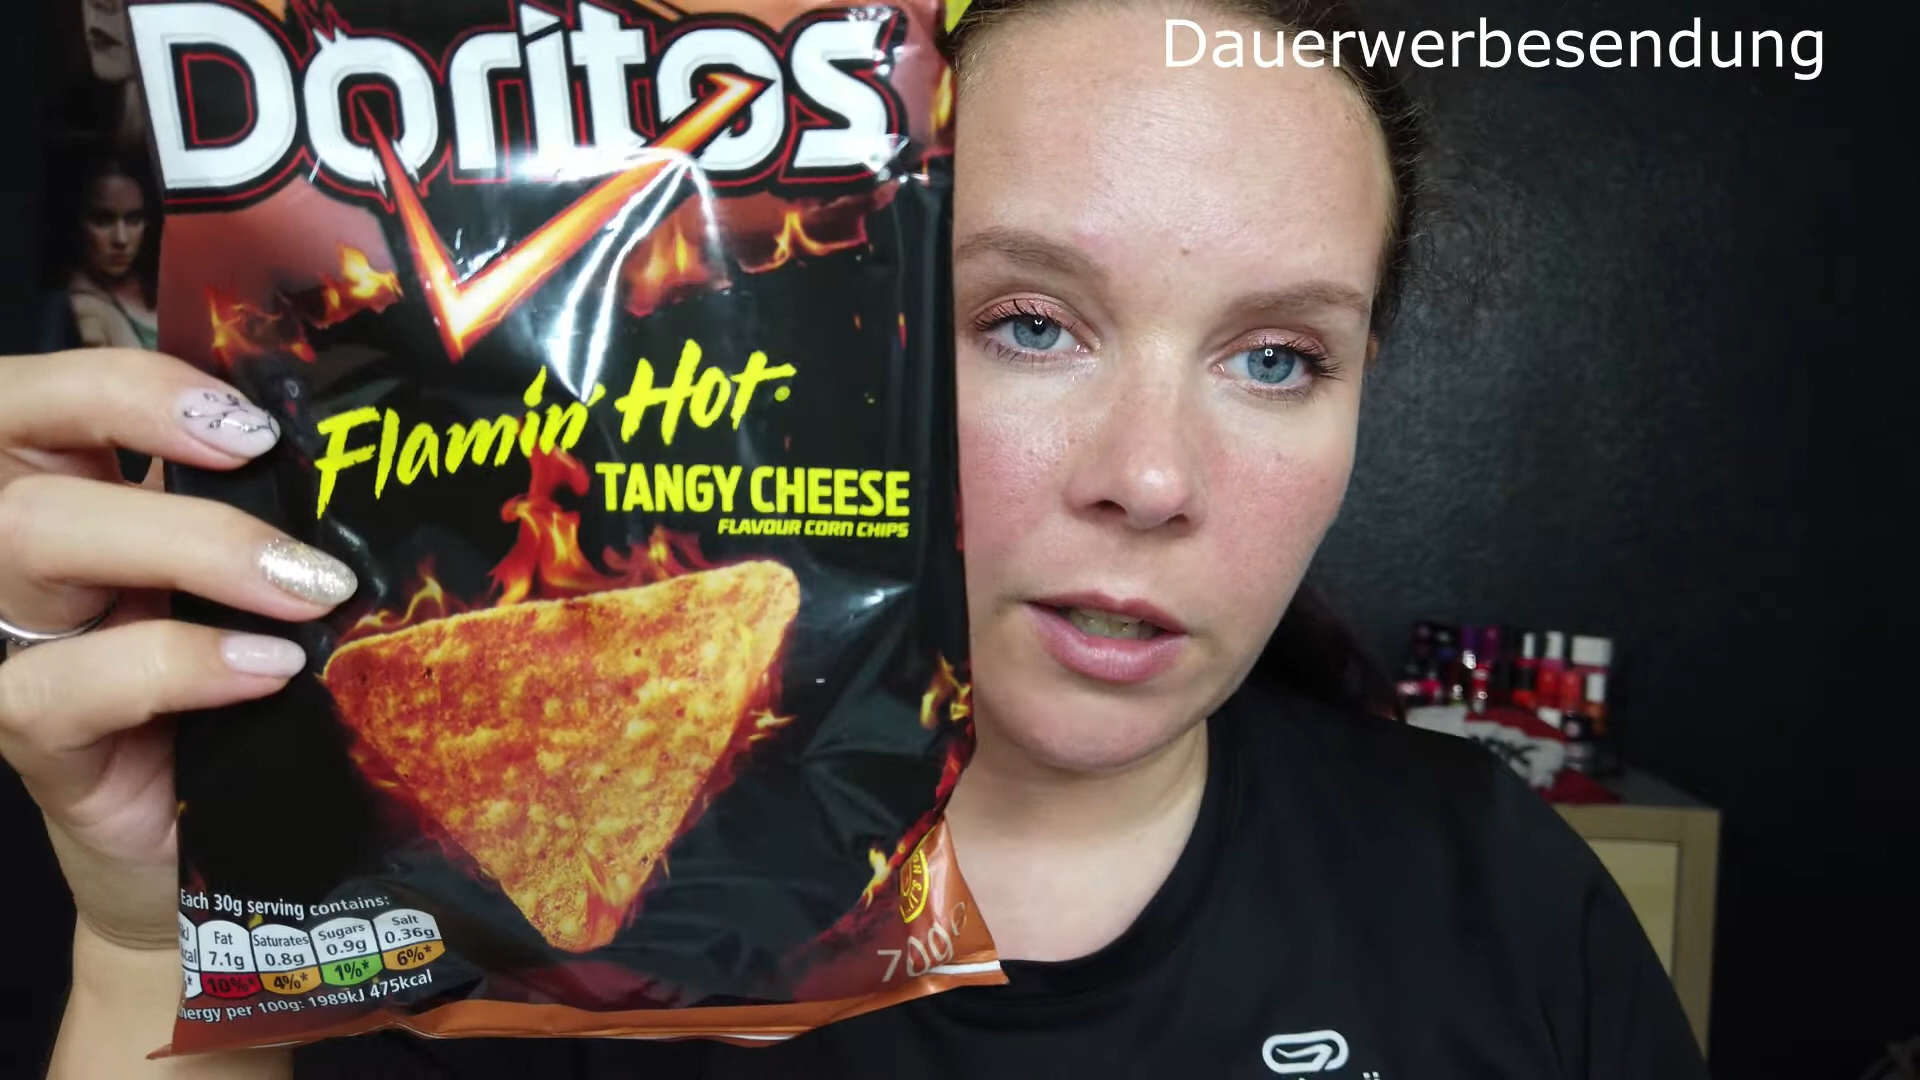 Dauerwerbesendung
Doritos
Flamin' Hot
TANGY CHEESE
FLAVOUR CORN CHIPS
Each 30g serving contains:
Fat
7.1g
10%*
Saturates
0.8g
4%*
Sugars
0.9g
1%*
Salt
0.36g
6%*
per 100g: 1989kJ 475kcal
70g e